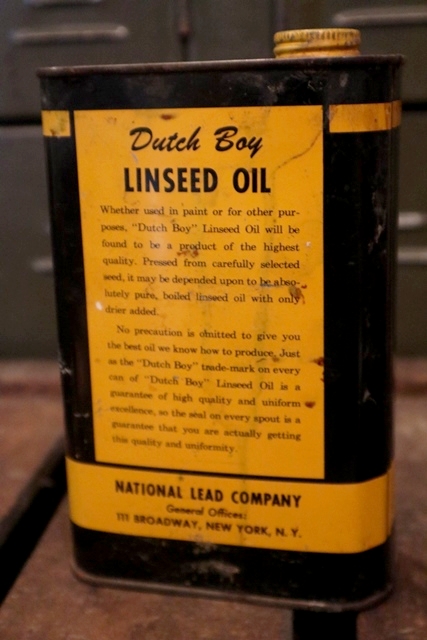 Dutch Boy
LINSEED OIL
Whether used in paint or for other pur-
poses, "Dutch Boy" Linseed Oil will be
found to be a product of the highest
quality. Pressed from carefully selected
seed, it may be depended upon to be abso-
lutely pure, boiled linseed oil with only
drier added.
No precaution is omitted to give you
the best oil we know how to produce. Just
as the "Dutch Boy" trade-mark on every
can of "Dutch Boy" Linseed Oil is a
guarantee of high quality and uniform
excellence, so the seal on every spout is a
guarantee that you are actually getting
this quality and uniformity.
NATIONAL LEAD COMPANY
General Offices:
111 BROADWAY, NEW YORK, N. Y.